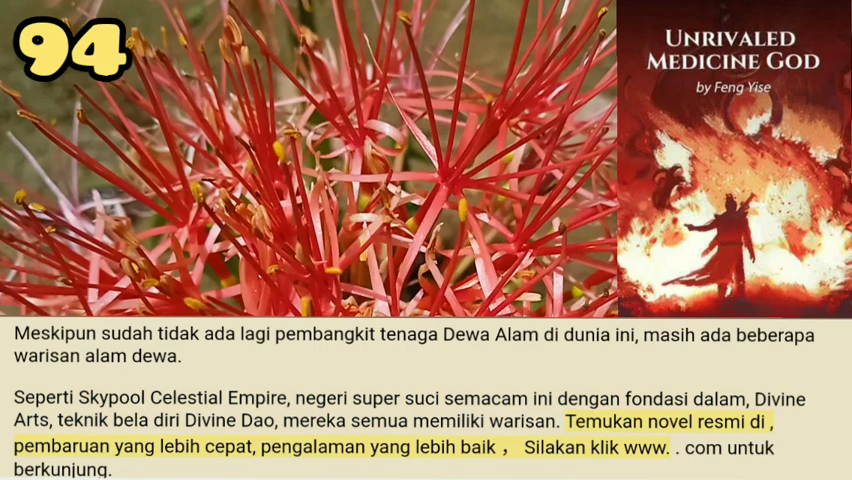 94
UNRIVALED
MEDICINE GOD
by Feng Yise
Meskipun sudah tidak ada lagi pembangkit tenaga Dewa Alam di dunia ini, masih ada beberapa
warisan alam dewa.
Seperti Skypool Celestial Empire, negeri super suci semacam ini dengan fondasi dalam, Divine
Arts, teknik bela diri Divine Dao, mereka semua memiliki warisan. Temukan novel resmi di ,
pembaruan yang lebih cepat, pengalaman yang lebih baik ， Silakan klik www. . com untuk
berkunjung.